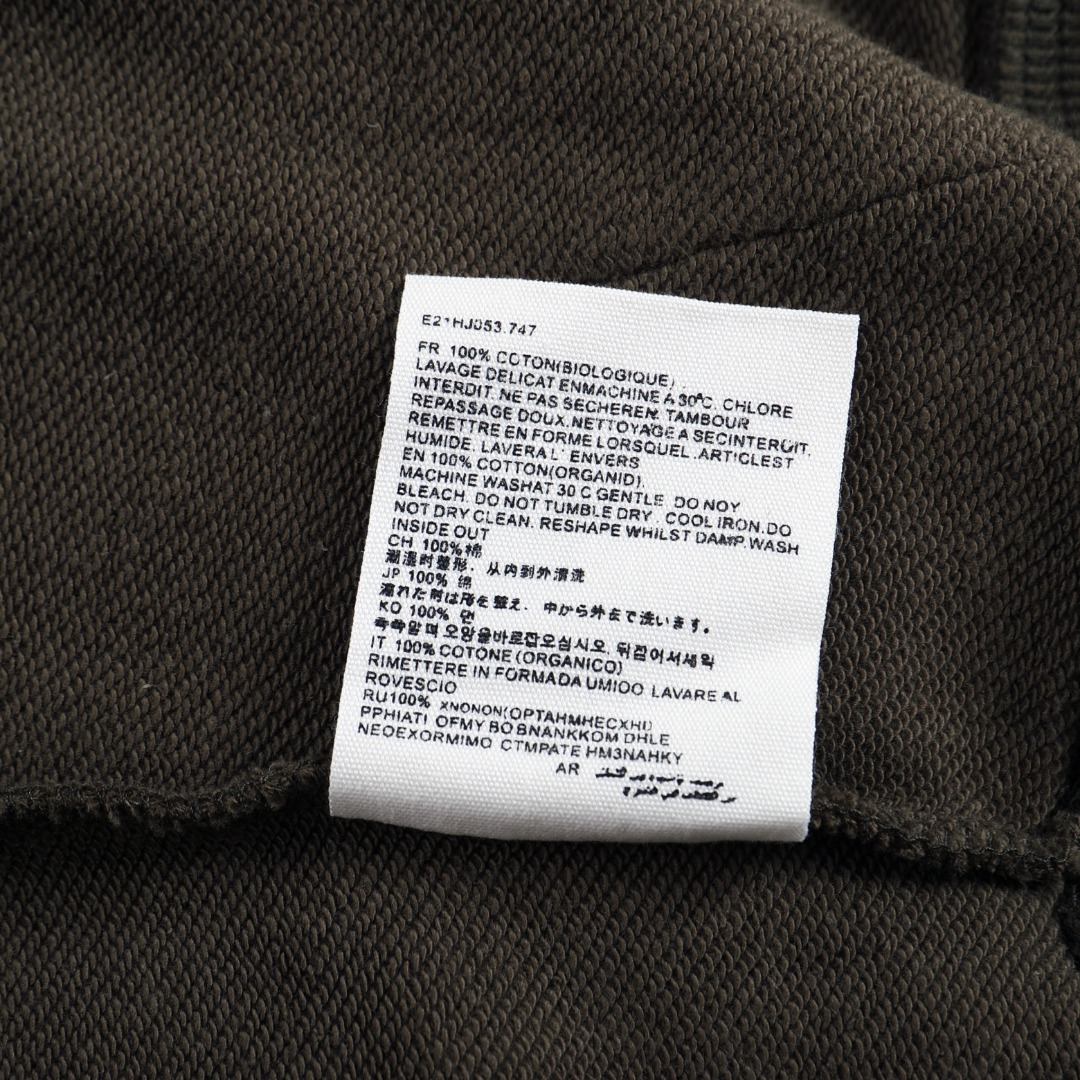 E21HJ053.747
FR 100% COTON(BIOLOGIQUE) .
LAVAGE DELICAT ENMACHINE A 30°C. CHLORE
INTERDIT. NE PAS SECHEREN. TAMBOUR
REPASSAGE DOUX.NETTOYAGE A SECINTERDIT.
REMETTRE EN FORME LORSQUEL .ARTICLEST
HUMIDE. LAVERA L' ENVERS
EN 100% COTTON(ORGANID).
MACHINE WASHAT 30 C GENTLE. DO NOY
BLEACH. DO NOT TUMBLE DRY . COOL IRON.DO
NOT DRY CLEAN. RESHAPE WHILST DAMP.WASH
INSIDE OUT
CH 100%棉
潮湿时整形. 从内到外清洗
JP 100% 綿
濡れた時は形を整え. 中から外まで洗います。
KO 100% 면
축축할 때 모양을바로잡으십시오. 뒤집어서세탁
IT 100% COTONE (ORGANICO)
RIMETTERE IN FORMADA UMIDO LAVARE AL
ROVESCIO
RU100% XNONON(OPTAHMHECXHI)
PPHIATI OFMY BOBNANKKOM DHLE
NEOEXORMIMO CTMPATE HM3NAHKY
AR